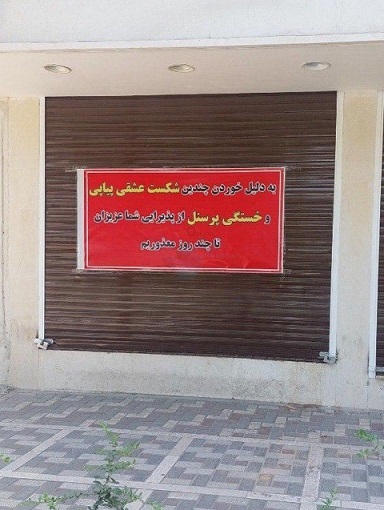 به دلیل خوردن چندین شکست عشقی پیاپی
و خستگی پرسنل از پذیرایی شما عزیزان
تا چند روز معذوریم